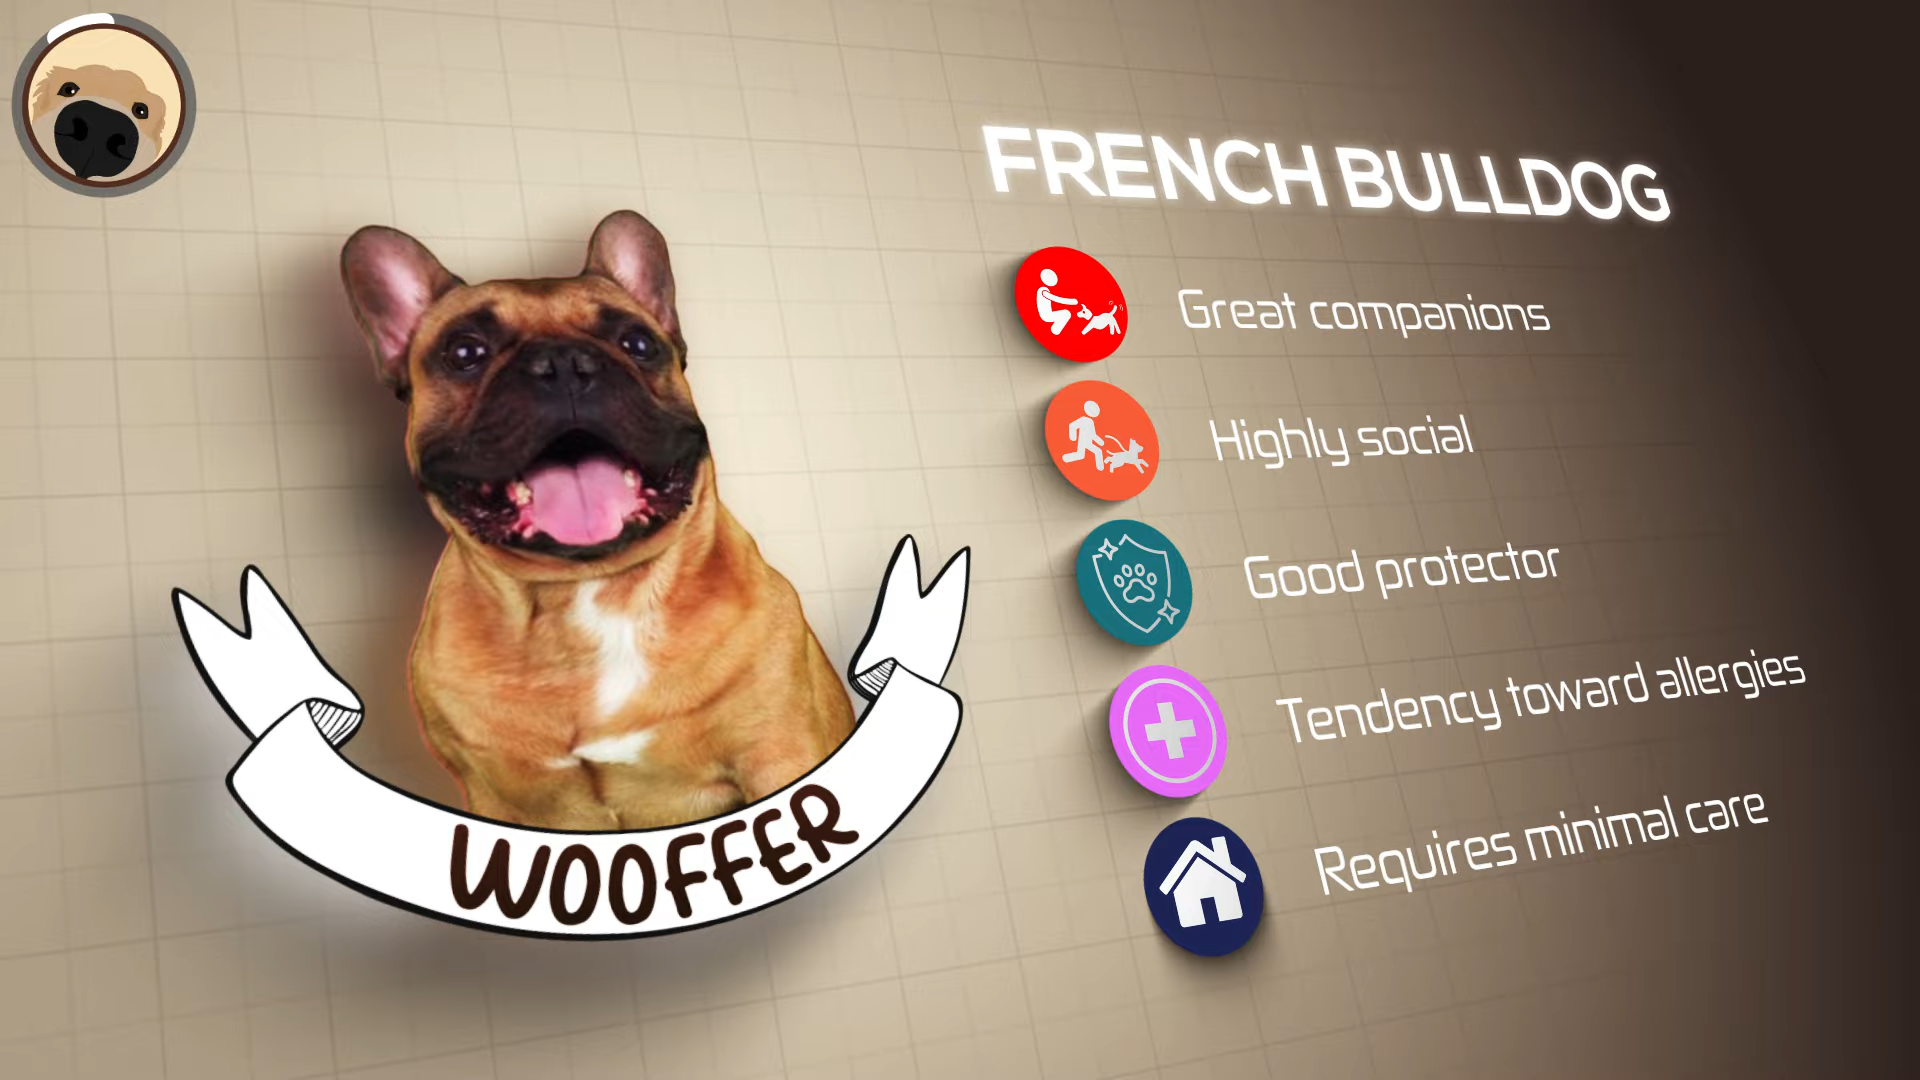 FRENCH BULLDOG
Great companions
Highly social
Good protector
Tendency toward allergies
Requires minimal care
WOOFFER